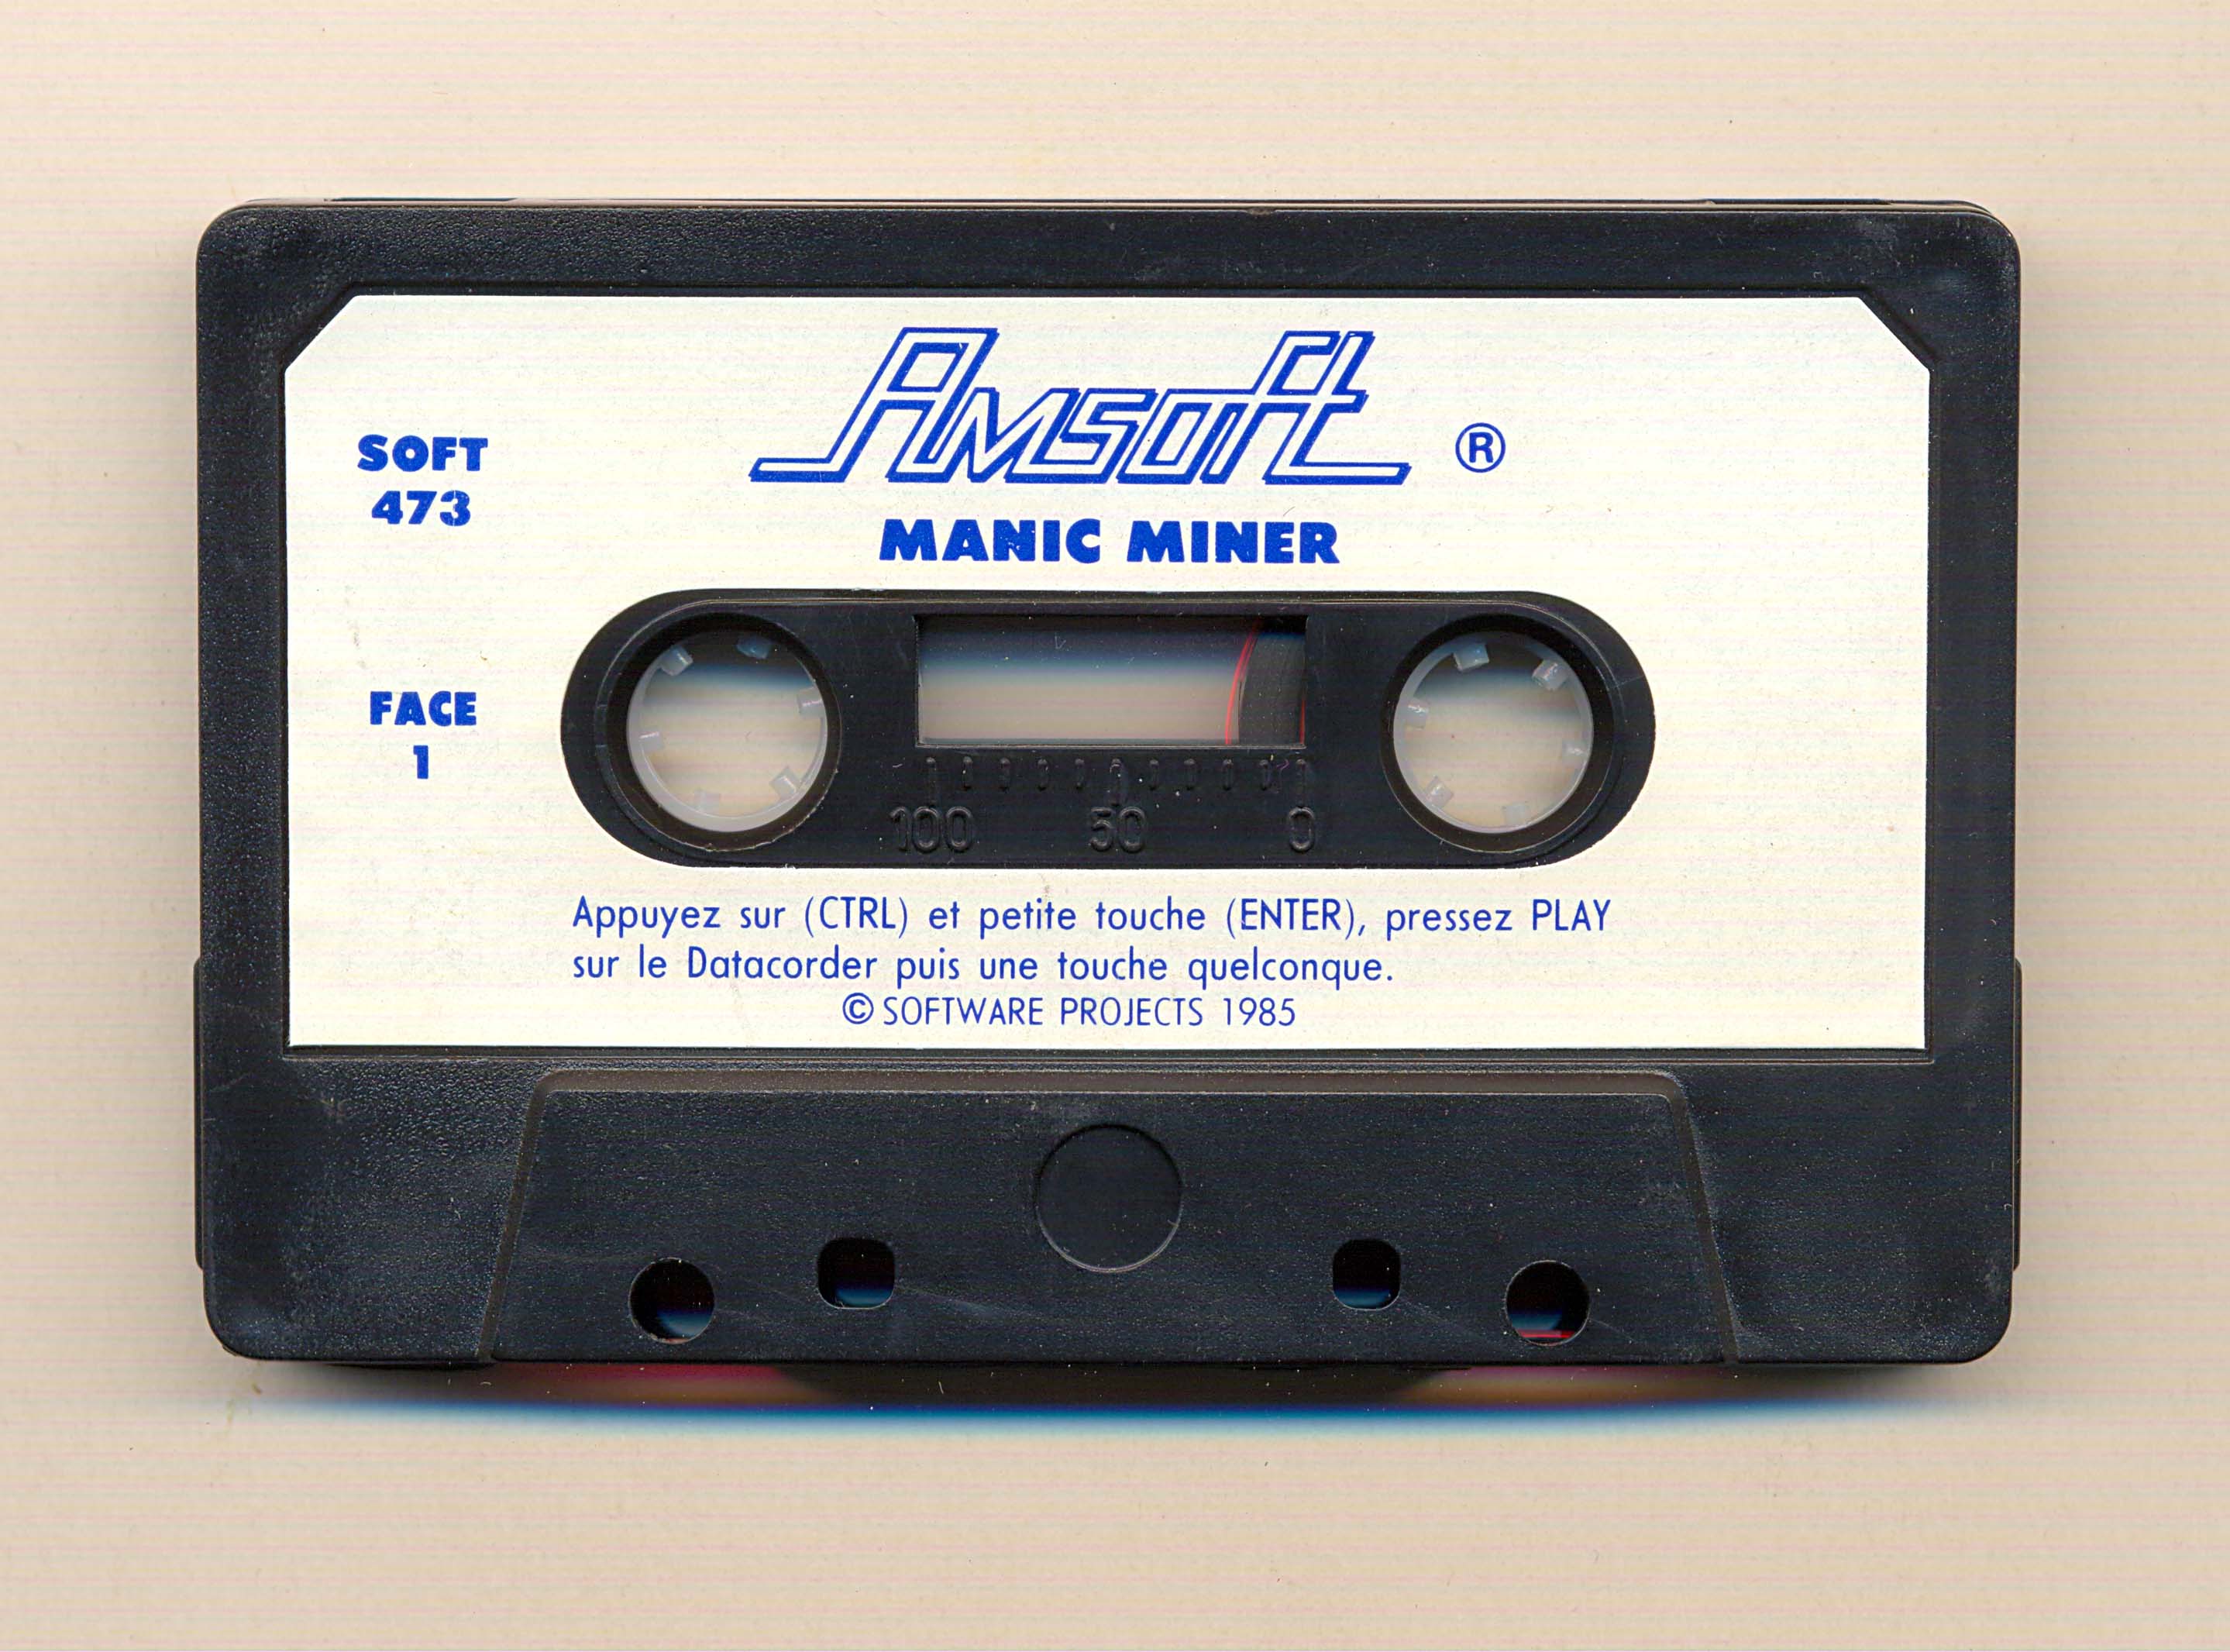 Amsoft ®
MANIC MINER
SOFT
473
FACE
1
100 50 0
Appuyez sur (CTRL) et petite touche (ENTER), pressez PLAY
sur le Datacorder puis une touche quelconque.
© SOFTWARE PROJECTS 1985